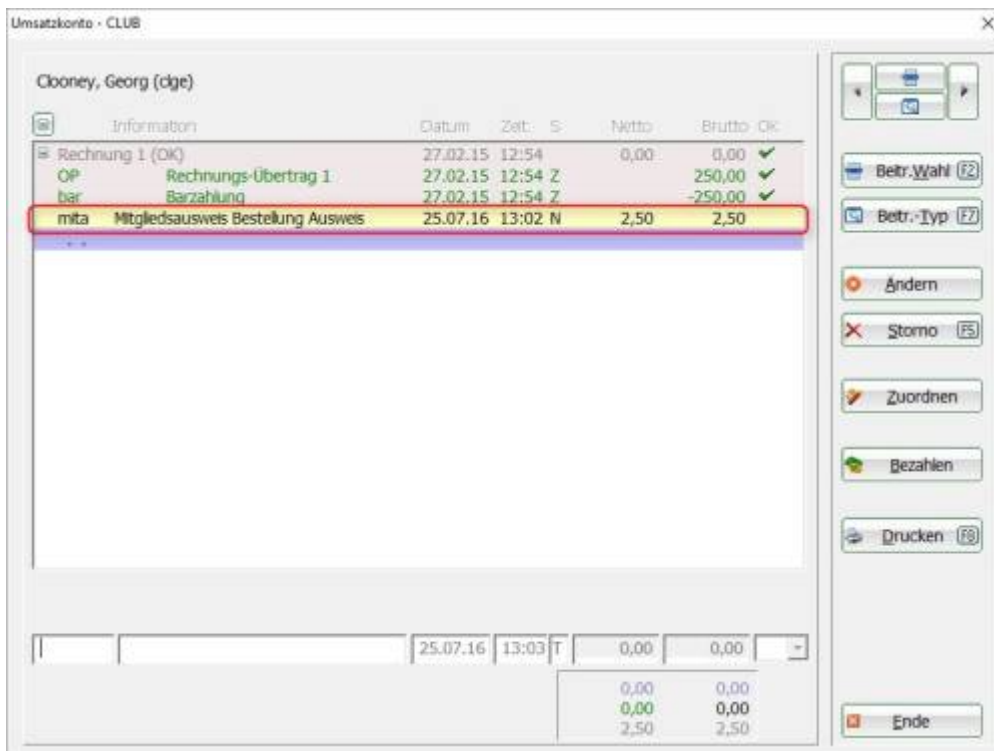 Umsatzkonto - CLUB
Clooney, Georg (clge)
Information Datum Zeit S Netto Brutto OK
Rechnung 1 (OK) 27.02.15 12:54 0,00 0,00
OP Rechnungs-Übertrag 1 27.02.15 12:54 Z 250,00
bar Barzahlung 27.02.15 12:54 Z -250,00
mita Mitgliedsausweis Bestellung Ausweis 25.07.16 13:02 N 2,50 2,50
25.07.16 13:03 T 0,00 0,00
0,00 0,00
0,00 0,00
2,50 2,50
Beitr.Wahl F2
Beitr.-Typ F7
Ändern
Storno F5
Zuordnen
Bezahlen
Drucken F8
Ende